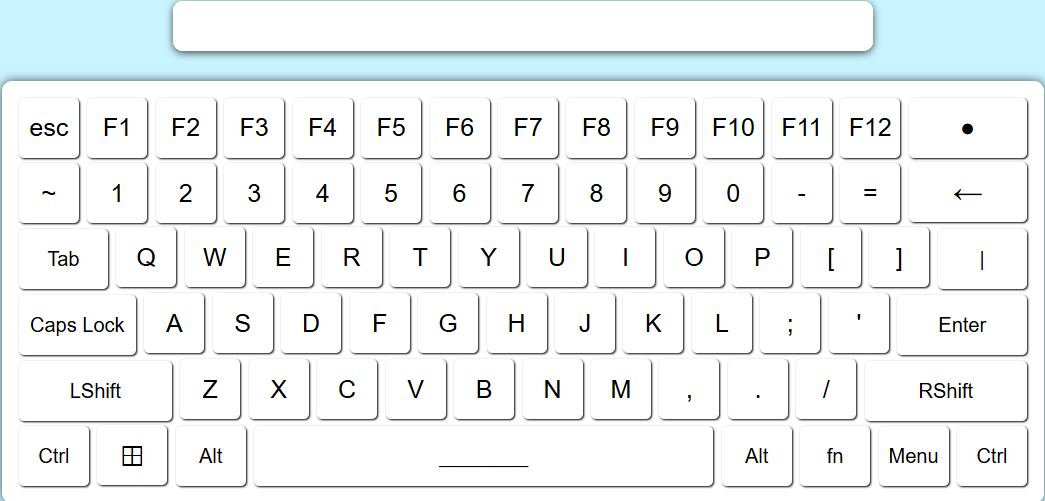 esc F1 F2 F3 F4 F5 F6 F7 F8 F9 F10 F11 F12 ●
~ 1 2 3 4 5 6 7 8 9 0 - = ←
Tab Q W E R T Y U I O P [ ] |
Caps Lock A S D F G H J K L ; ' Enter
LShift Z X C V B N M , . / RShift
Ctrl ⊞ Alt ________ Alt fn Menu Ctrl